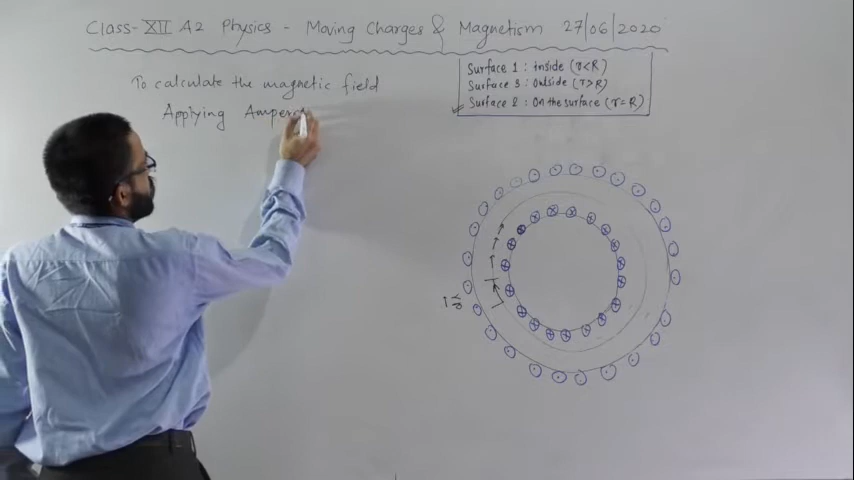 Class-XII A2 Physics - Moving Charges & Magnetism 27/06/2020
To calculate the magnetic field
Applying Ampere
Surface 1: Inside (r<R)
Surface 3: Outside (r>R)
✓ Surface 2: On the surface (r=R)